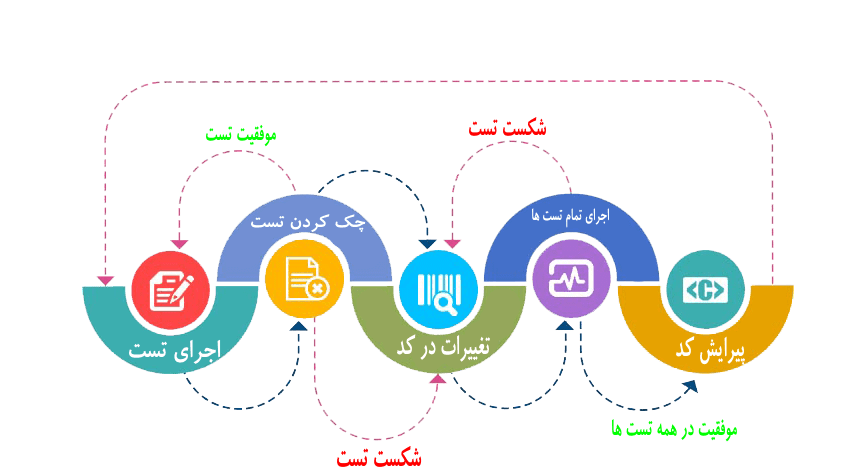 شکست تست
موفقیت تست
اجرای تمام تست ها
چک کردن تست
<C>
تغییرات در کد
پیرایش کد
اجرای تست
موفقیت در همه تست ها
شکست تست